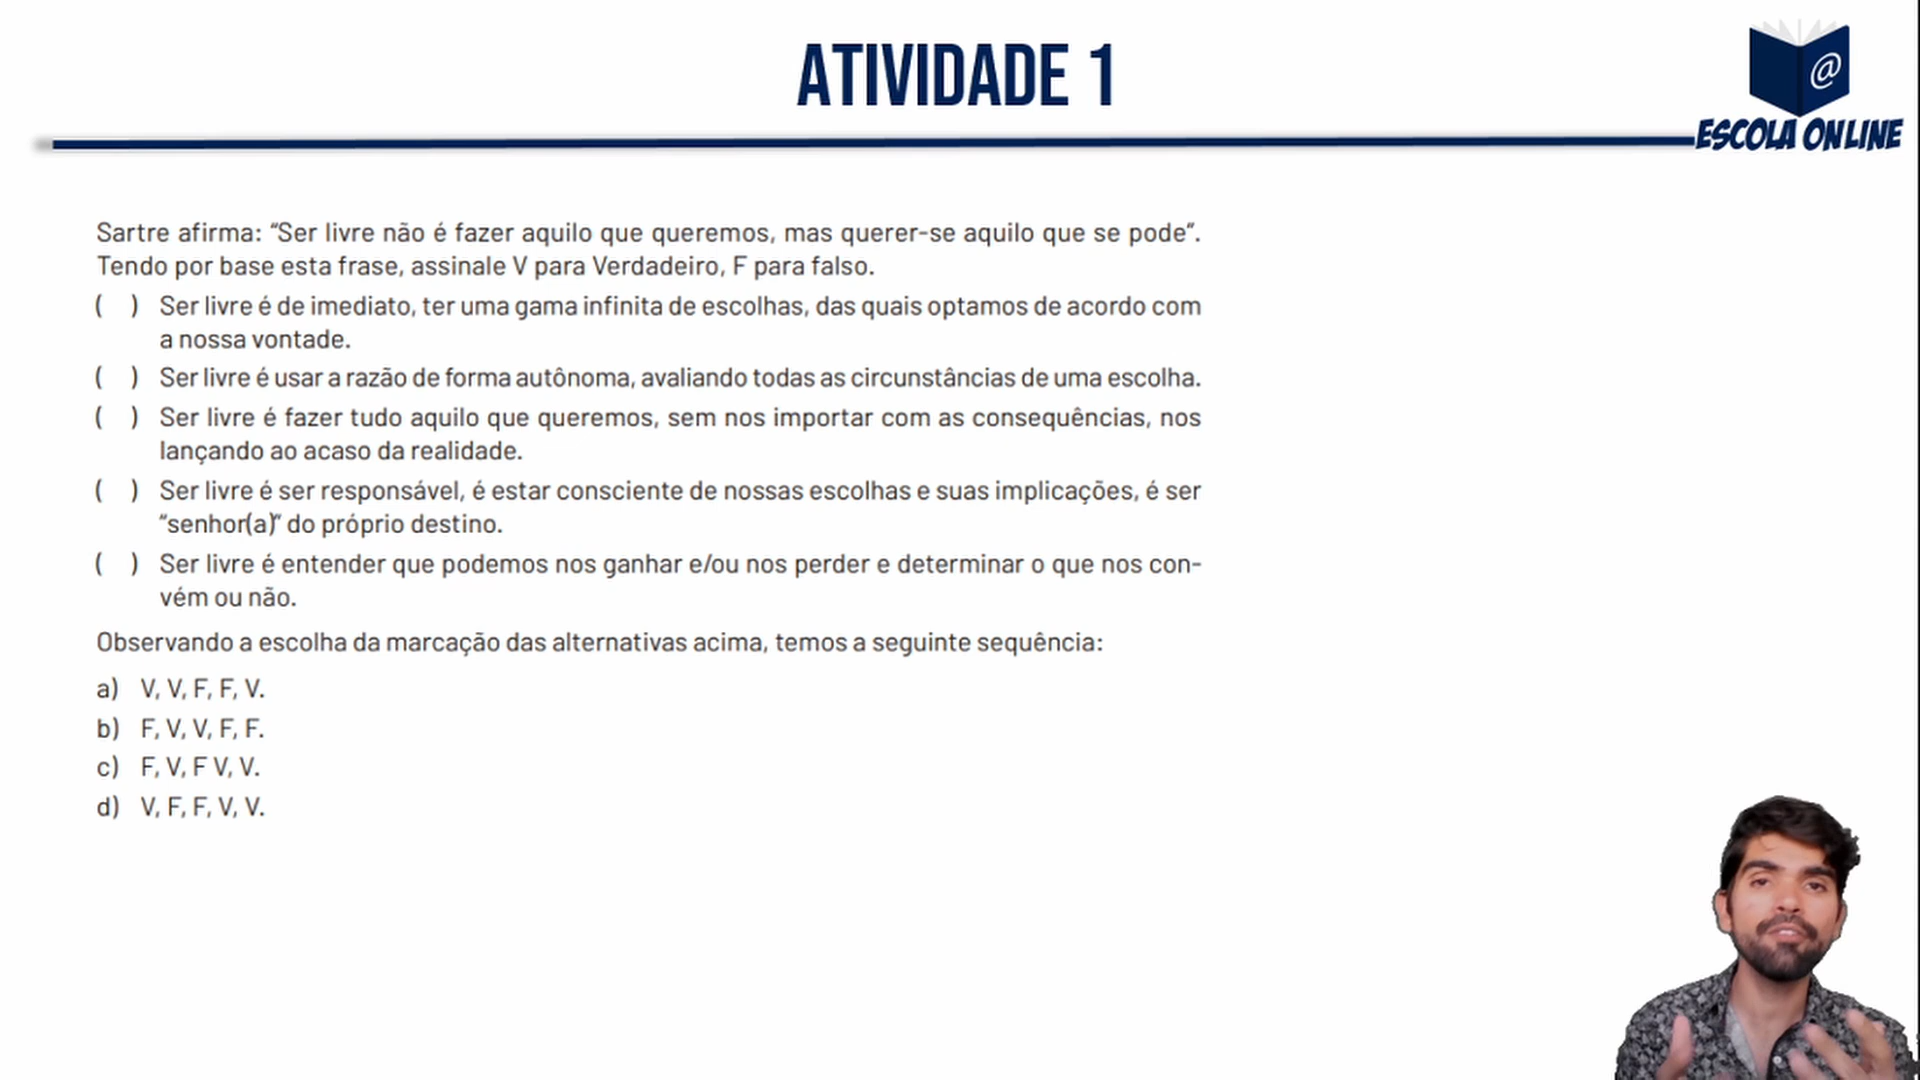 ATIVIDADE 1
@
ESCOLA ONLINE
Sartre afirma: “Ser livre não é fazer aquilo que queremos, mas querer-se aquilo que se pode”.
Tendo por base esta frase, assinale V para Verdadeiro, F para falso.
( ) Ser livre é de imediato, ter uma gama infinita de escolhas, das quais optamos de acordo com
a nossa vontade.
( ) Ser livre é usar a razão de forma autônoma, avaliando todas as circunstâncias de uma escolha.
( ) Ser livre é fazer tudo aquilo que queremos, sem nos importar com as consequências, nos
lançando ao acaso da realidade.
( ) Ser livre é ser responsável, é estar consciente de nossas escolhas e suas implicações, é ser
“senhor(a)” do próprio destino.
( ) Ser livre é entender que podemos nos ganhar e/ou nos perder e determinar o que nos con-
vém ou não.
Observando a escolha da marcação das alternativas acima, temos a seguinte sequência:
a) V, V, F, F, V.
b) F, V, V, F, F.
c) F, V, F V, V.
d) V, F, F, V, V.